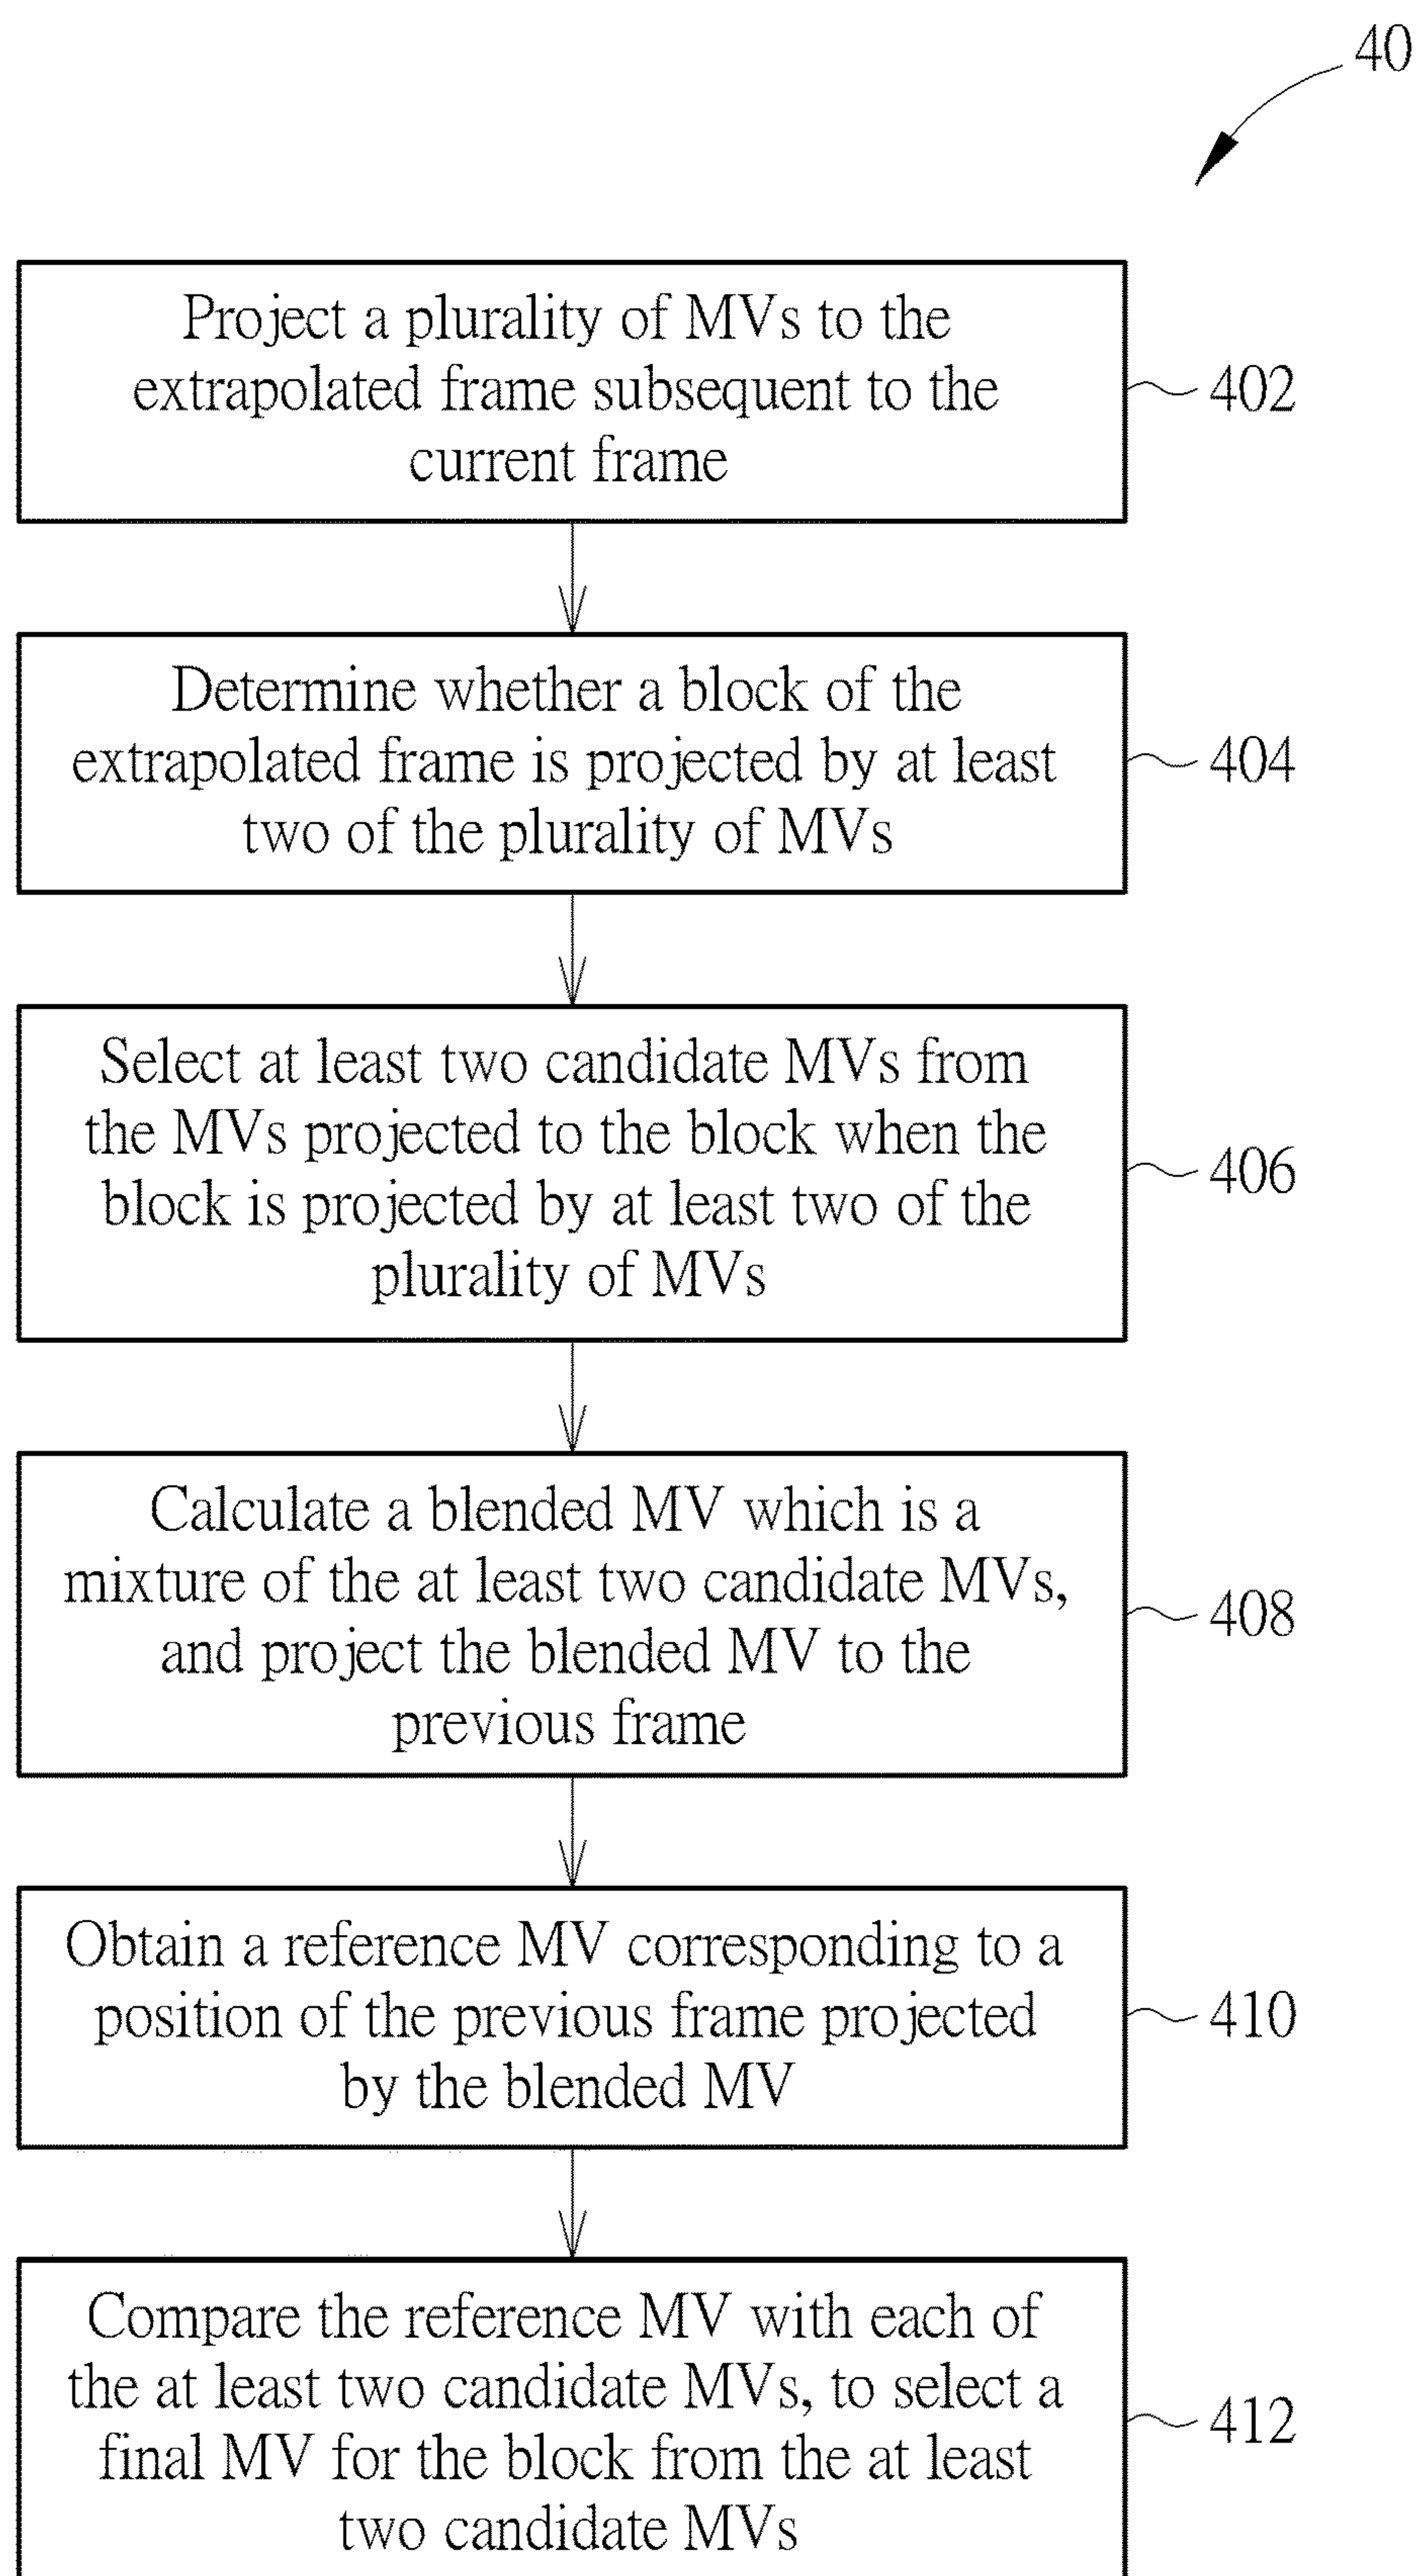 40
Project a plurality of MVs to the
extrapolated frame subsequent to the
current frame
402
Determine whether a block of the
extrapolated frame is projected by at least
two of the plurality of MVs
404
Select at least two candidate MVs from
the MVs projected to the block when the
block is projected by at least two of the
plurality of MVs
406
Calculate a blended MV which is a
mixture of the at least two candidate MVs,
and project the blended MV to the
previous frame
408
Obtain a reference MV corresponding to a
position of the previous frame projected
by the blended MV
410
Compare the reference MV with each of
the at least two candidate MVs, to select a
final MV for the block from the at least
two candidate MVs
412